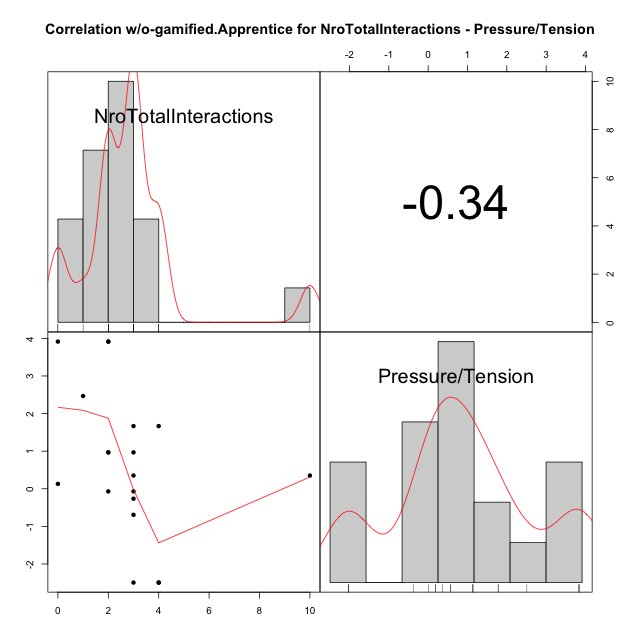 Correlation w/o-gamified.Apprentice for NroTotalInteractions - Pressure/Tension
-2 -1 0 1 2 3 4
NroTotalInteractions
-0.34
0 2 4 6 8 10
Pressure/Tension
-2 -1 0 1 2 3 4
0 2 4 6 8 10